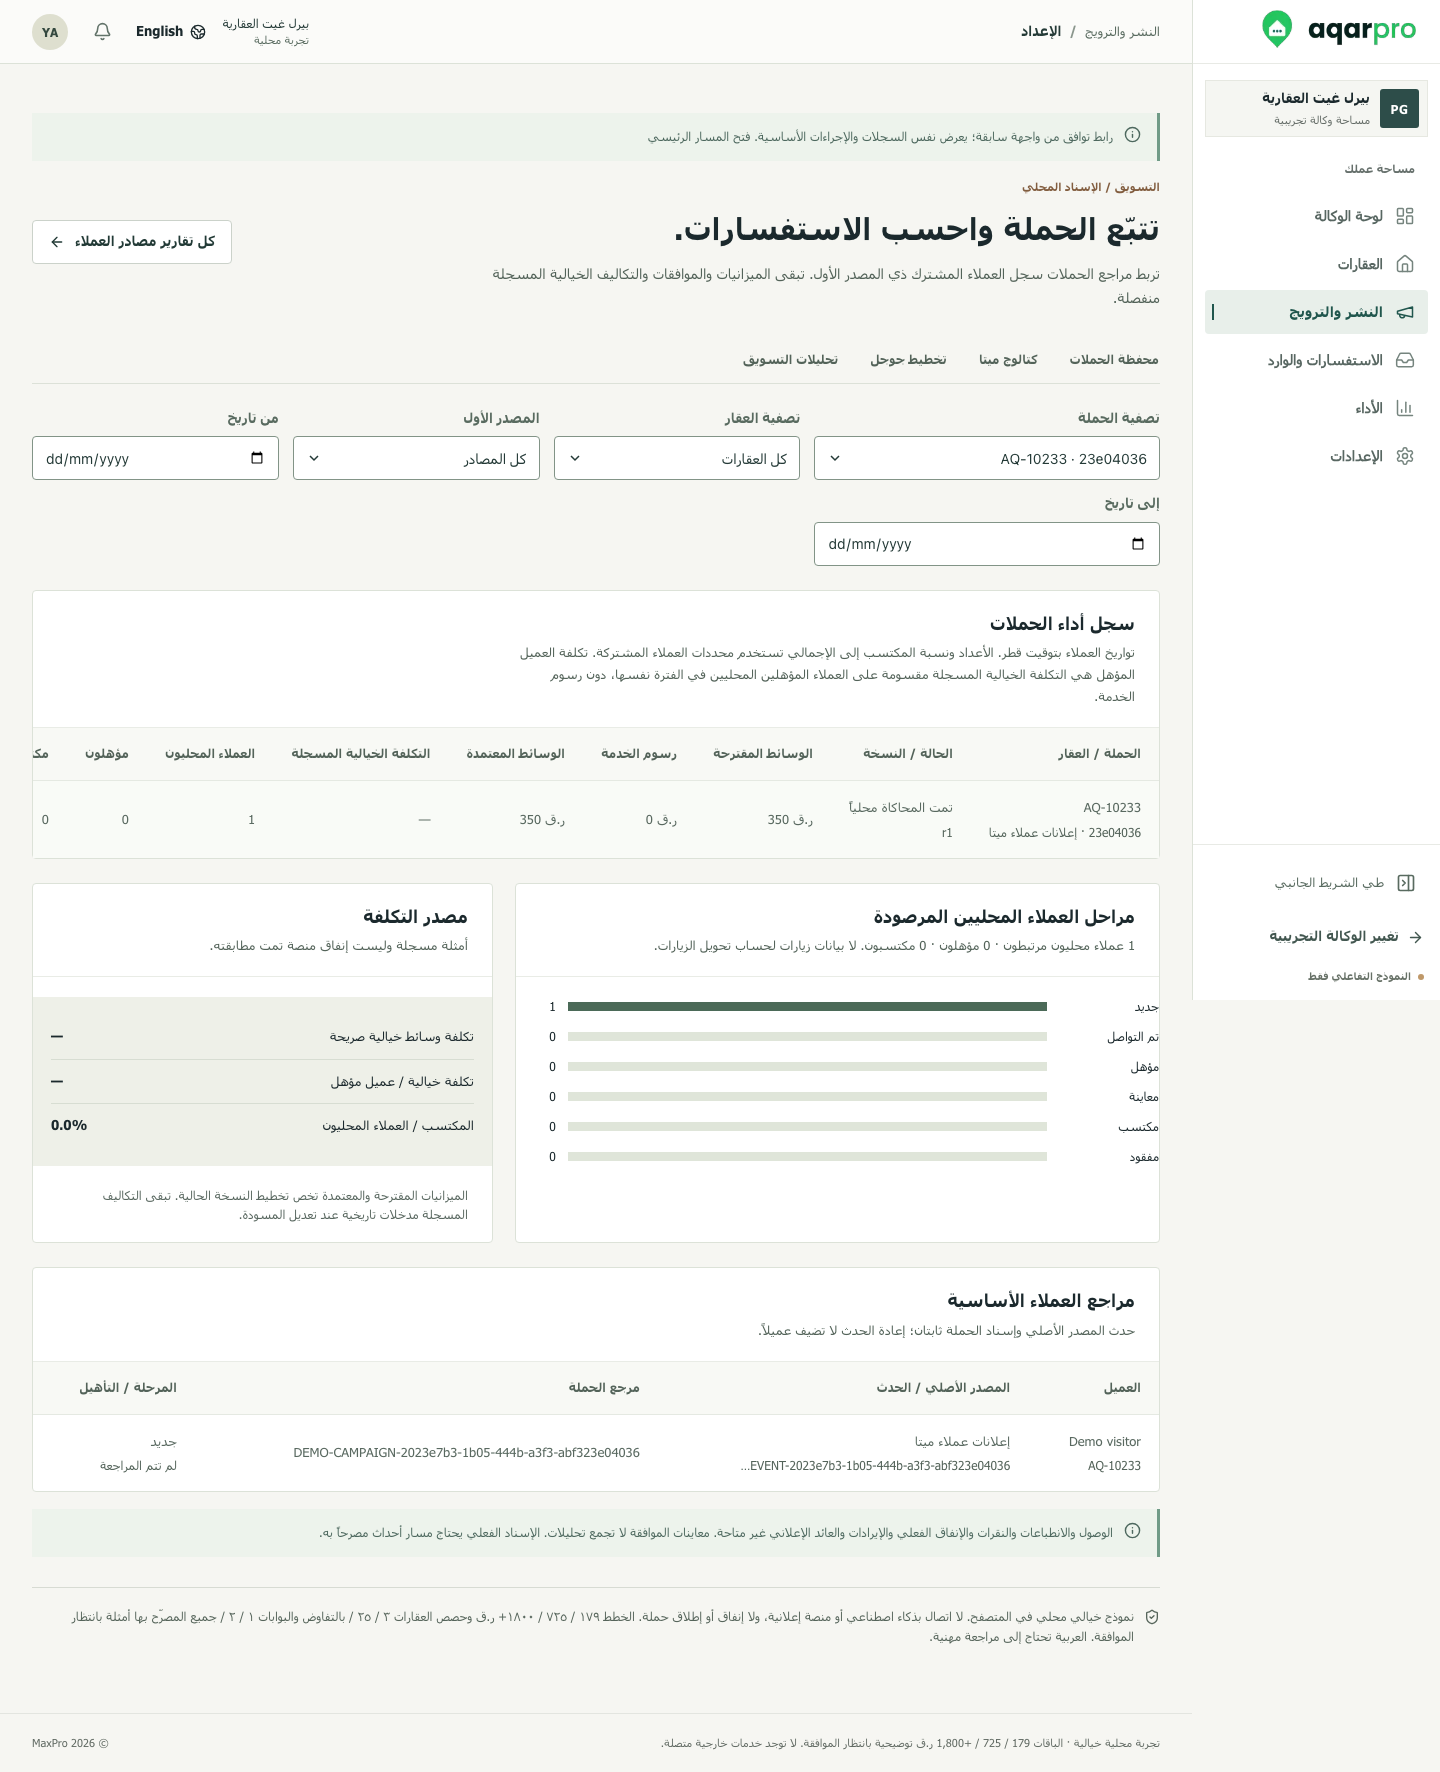 aqarpro
PG
بيرل غيت العقارية
مساحة وكالة تجريبية
مساحة عملك
لوحة الوكالة
العقارات
النشر والترويج
الاستفسارات والوارد
الأداء
الإعدادات
طي الشريط الجانبي
تغيير الوكالة التجريبية
النموذج التفاعلي فقط
النشر والترويج / الإعداد
بيرل غيت العقارية
تجربة محلية
English
YA
رابط توافق من واجهة سابقة؛ يعرض نفس السجلات والإجراءات الأساسية. فتح المسار الرئيسي
التسويق / الإسناد المحلي
تتبّع الحملة واحسب الاستفسارات.
تربط مراجع الحملات سجل العملاء المشترك ذي المصدر الأول. تبقى الميزانيات والموافقات والتكاليف الخيالية المسجلة
منفصلة.
كل تقارير مصادر العملاء
محفظة الحملات
كتالوج ميتا
تخطيط جوجل
تحليلات التسويق
تصفية الحملة
تصفية العقار
المصدر الأول
من تاريخ
AQ-10233 · 23e04036
كل العقارات
كل المصادر
dd/mm/yyyy
إلى تاريخ
dd/mm/yyyy
سجل أداء الحملات
تواريخ العملاء بتوقيت قطر. الأعداد ونسبة المكتسب إلى الإجمالي تستخدم محددات العملاء المشتركة. تكلفة العميل
المؤهل هي التكلفة الخيالية المسجلة مقسومة على العملاء المؤهلين المحليين في الفترة نفسها، دون رسوم
الخدمة.
الحملة / العقار
الحالة / النسخة
الوسائط المقترحة
رسوم الخدمة
الوسائط المعتمدة
التكلفة الخيالية المسجلة
العملاء المحليون
مؤهلون
مك
AQ-10233
23e04036 · إعلانات عملاء ميتا
تمت المحاكاة محلياً
r1
ر.ق 350
ر.ق 0
ر.ق 350
—
1
0
0
مراحل العملاء المحليين المرصودة
1 عملاء محليون مرتبطون · 0 مؤهلون · 0 مكتسبون. لا بيانات زيارات لحساب تحويل الزيارات.
جديد 1
تم التواصل 0
مؤهل 0
معاينة 0
مكتسب 0
مفقود 0
مصدر التكلفة
أمثلة مسجلة وليست إنفاق منصة تمت مطابقته.
تكلفة وسائط خيالية صريحة —
تكلفة خيالية / عميل مؤهل —
المكتسب / العملاء المحليون 0.0%
الميزانيات المقترحة والمعتمدة تخص تخطيط النسخة الحالية. تبقى التكاليف
المسجلة مدخلات تاريخية عند تعديل المسودة.
مراجع العملاء الأساسية
حدث المصدر الأصلي وإسناد الحملة ثابتان؛ إعادة الحدث لا تضيف عميلاً.
العميل
المصدر الأصلي / الحدث
مرجع الحملة
المرحلة / التأهيل
Demo visitor
AQ-10233
إعلانات عملاء ميتا
EVENT-2023e7b3-1b05-444b-a3f3-abf323e04036…
DEMO-CAMPAIGN-2023e7b3-1b05-444b-a3f3-abf323e04036
جديد
لم تتم المراجعة
الوصول والانطباعات والنقرات والإنفاق الفعلي والإيرادات والعائد الإعلاني غير متاحة. معاينات الموافقة لا تجمع تحليلات. الإسناد الفعلي يحتاج مسار أحداث مصرحاً به.
نموذج خيالي محلي في المتصفح. لا اتصال بذكاء اصطناعي أو منصة إعلانية، ولا إنفاق أو إطلاق حملة. الخطط ١٧٩ / ٧٢٥ / ١٨٠٠+ ر.ق وحصص العقارات ٣ / ٢٥ / بالتفاوض والبوابات ١ / ٢ / جميع المصرّح بها أمثلة بانتظار
الموافقة. العربية تحتاج إلى مراجعة مهنية.
تجربة محلية خيالية · الباقات 179 / 725 / +1,800 ر.ق توضيحية بانتظار الموافقة. لا توجد خدمات خارجية متصلة.
© 2026 MaxPro